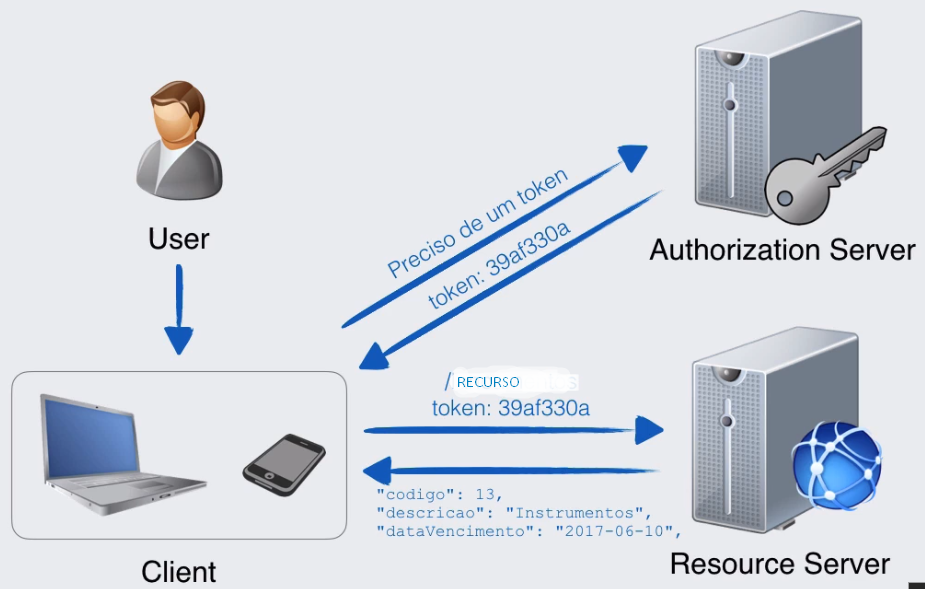 User
Preciso de um token
token: 39af330a
Authorization Server
/RECURSO
token: 39af330a
"codigo": 13,
"descricao": "Instrumentos",
"dataVencimento": "2017-06-10",
Client
Resource Server